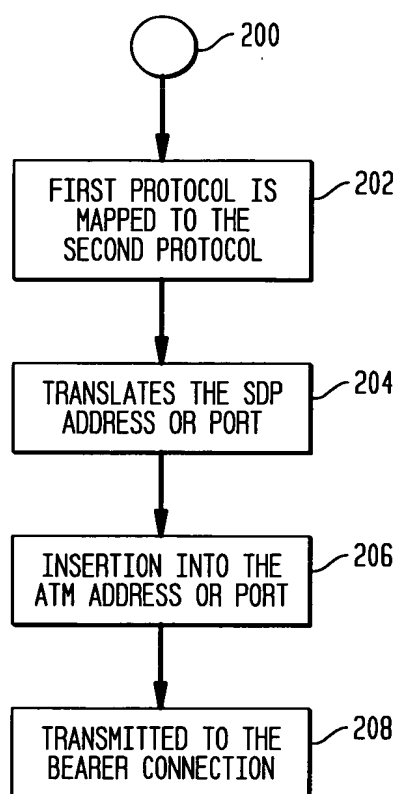 200
FIRST PROTOCOL IS
MAPPED TO THE
SECOND PROTOCOL
202
TRANSLATES THE SDP
ADDRESS OR PORT
204
INSERTION INTO THE
ATM ADDRESS OR PORT
206
TRANSMITTED TO THE
BEARER CONNECTION
208